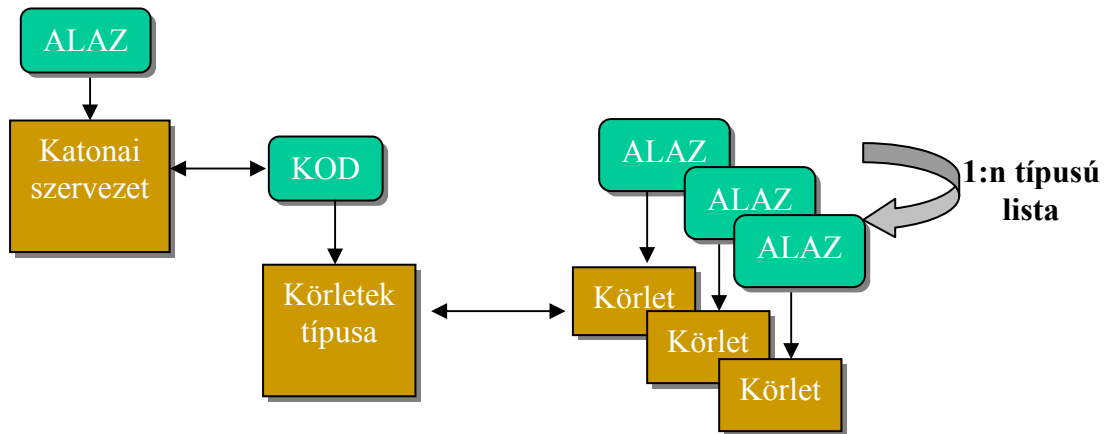 ALAZ
Katonai
szervezet
KOD
Körletek
típusa
ALAZ
ALAZ
ALAZ
1:n típusú
lista
Körlet
Körlet
Körlet